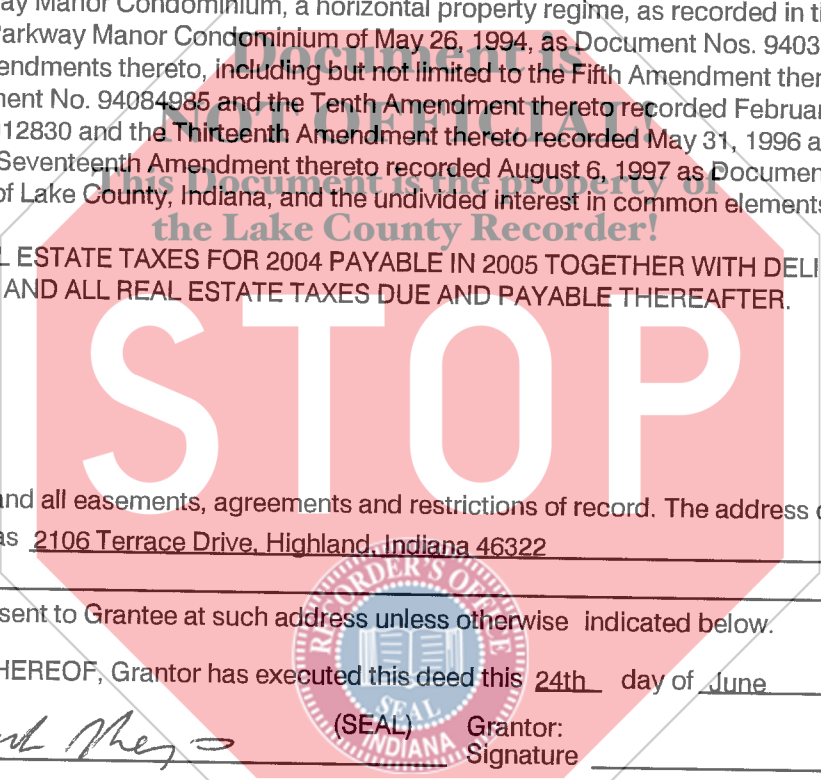 ay Manor Condominium, a horizontal property regime, as recorded in t
Parkway Manor Condominium of May 26, 1994, as Document Nos. 9403
endments thereto, including but not limited to the Fifth Amendment ther
ment No. 94084985 and the Tenth Amendment thereto recorded Februar
012830 and the Thirteenth Amendment thereto recorded May 31, 1996 a
Seventeenth Amendment thereto recorded August 6, 1997 as Documen
of Lake County, Indiana, and the undivided interest in common elements
Document is
NOT OFFICIAL!
This Document is the property of
the Lake County Recorder!
L ESTATE TAXES FOR 2004 PAYABLE IN 2005 TOGETHER WITH DELI
AND ALL REAL ESTATE TAXES DUE AND PAYABLE THEREAFTER.
STOP
and all easements, agreements and restrictions of record. The address o
as 2106 Terrace Drive, Highland, Indiana 46322
sent to Grantee at such address unless otherwise indicated below.
HEREOF, Grantor has executed this deed this 24th day of June
(SEAL) Grantor:
Signature
RECORDER'S OFFICE
SEAL
INDIANA